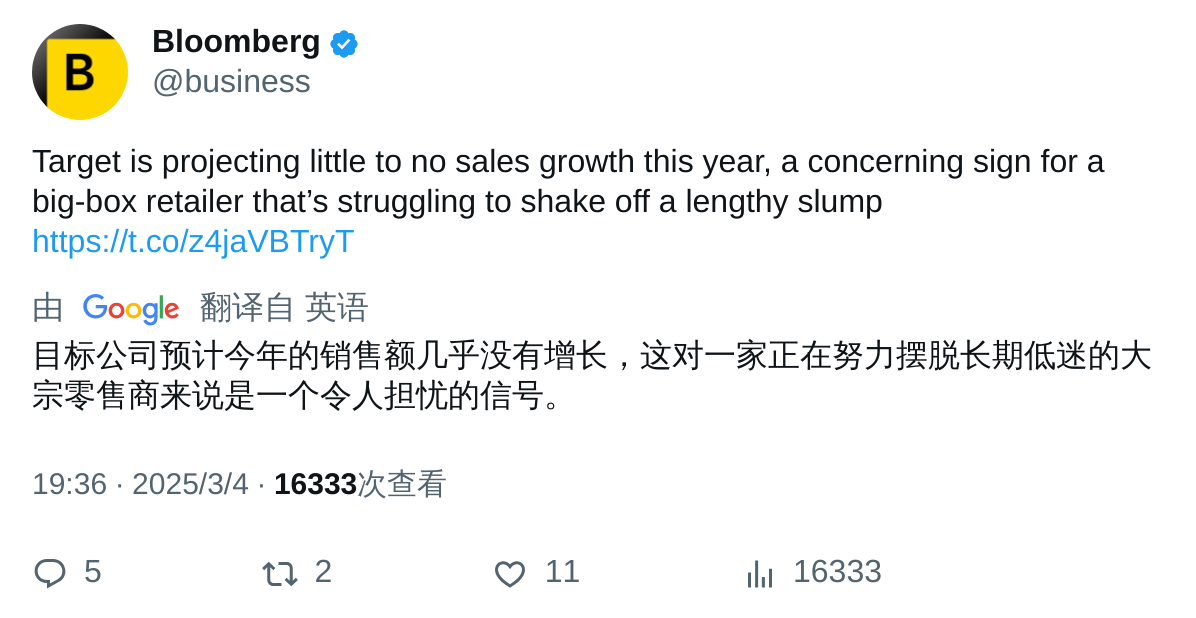 B
Bloomberg
@business
Target is projecting little to no sales growth this year, a concerning sign for a
big-box retailer that’s struggling to shake off a lengthy slump
https://t.co/z4jaVBTryT
由 Google 翻译自 英语
目标公司预计今年的销售额几乎没有增长，这对一家正在努力摆脱长期低迷的大
宗零售商来说是一个令人担忧的信号。
19:36 · 2025/3/4 · 16333次查看
5 2 11 16333